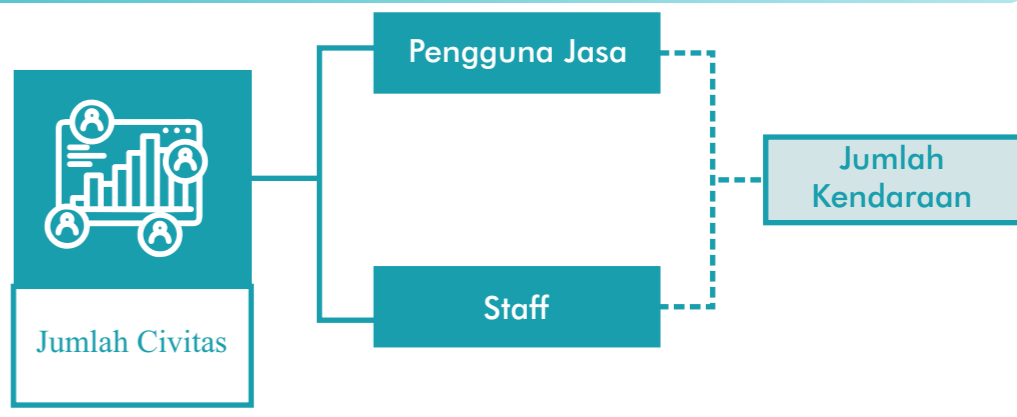 Pengguna Jasa
Jumlah
Kendaraan
Staff
Jumlah Civitas